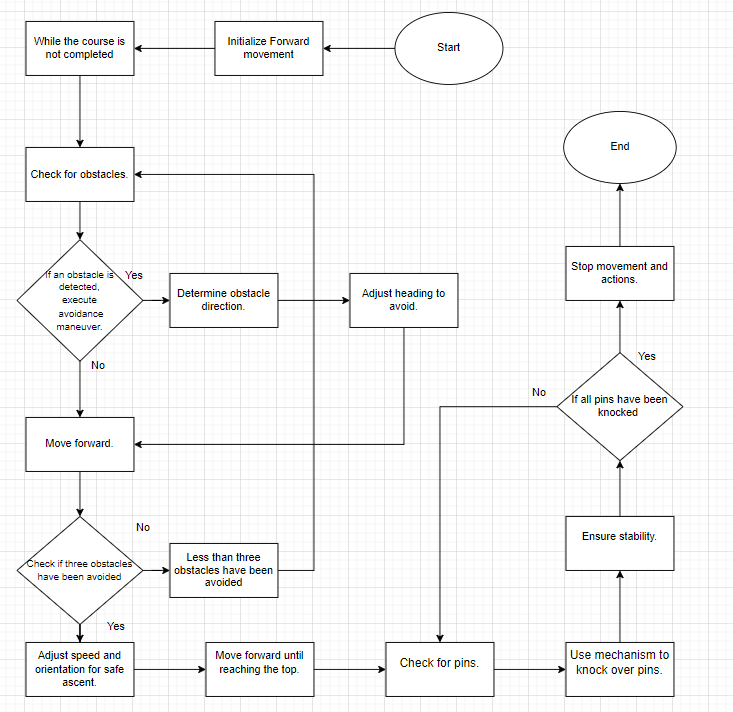 While the course is
not completed
Initialize Forward
movement
Start
End
Check for obstacles.
If an obstacle is
detected,
execute
avoidance
maneuver.
Yes
Determine obstacle
direction.
Adjust heading to
avoid.
Stop movement and
actions.
No
Yes
No
If all pins have been
knocked
Move forward.
No
Check if three obstacles
have been avoided
Less than three
obstacles have been
avoided
Ensure stability.
Yes
Adjust speed and
orientation for safe
ascent.
Move forward until
reaching the top.
Check for pins.
Use mechanism to
knock over pins.